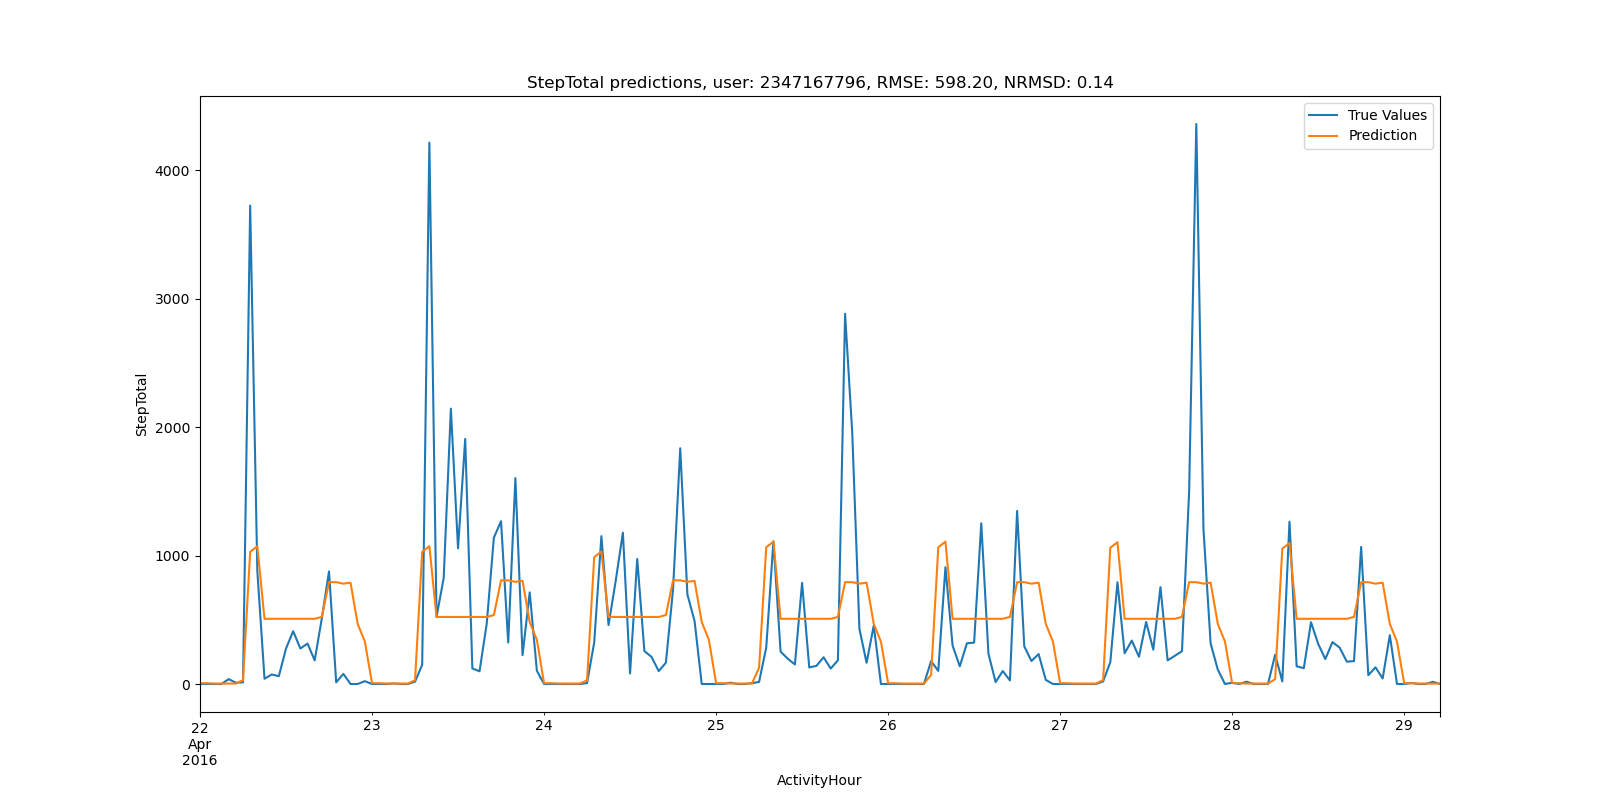 StepTotal predictions, user: 2347167796, RMSE: 598.20, NRMSD: 0.14
True Values
Prediction
4000
3000
2000
1000
0
StepTotal
22 23 24 25 26 27 28 29
Apr
2016
ActivityHour